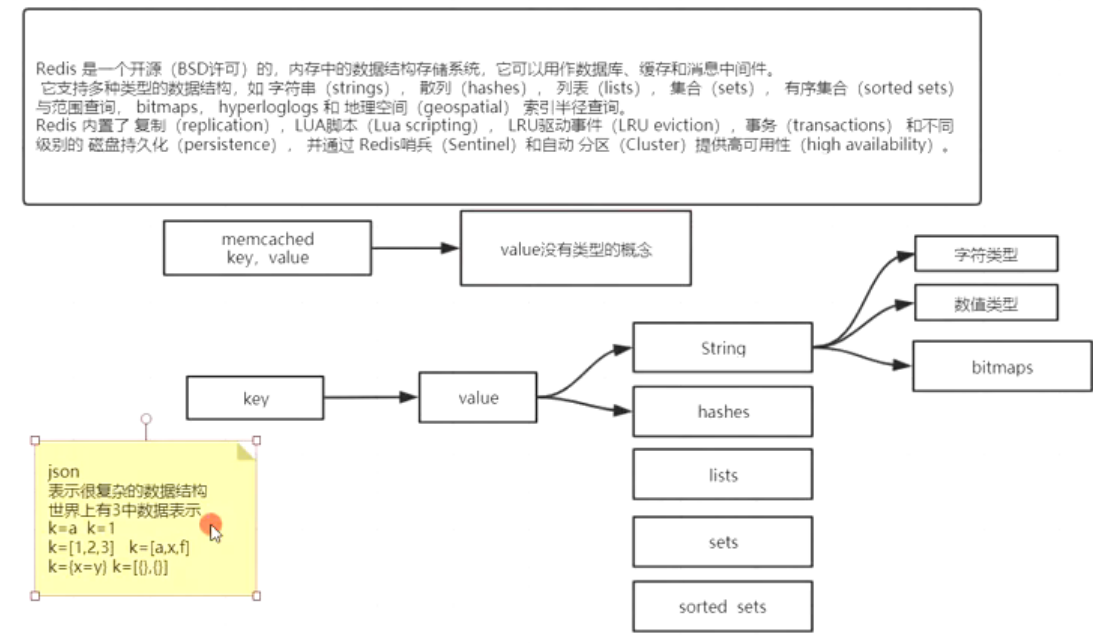 Redis 是一个开源（BSD许可）的，内存中的数据结构存储系统，它可以用作数据库、缓存和消息中间件。
它支持多种类型的数据结构，如 字符串（strings）， 散列（hashes）， 列表（lists）， 集合（sets）， 有序集合（sorted sets）
与范围查询， bitmaps， hyperloglogs 和 地理空间（geospatial） 索引半径查询。
Redis 内置了 复制（replication），LUA脚本（Lua scripting）， LRU驱动事件（LRU eviction），事务（transactions） 和不同
级别的 磁盘持久化（persistence）， 并通过 Redis哨兵（Sentinel）和自动 分区（Cluster）提供高可用性（high availability）。
memcached
key，value
value没有类型的概念
字符类型
数值类型
bitmaps
String
key
value
hashes
lists
sets
sorted sets
json
表示很复杂的数据结构
世界上有3中数据表示
k=a k=1
k=[1,2,3] k=[a,x,f]
k={x=y} k=[{},{}]